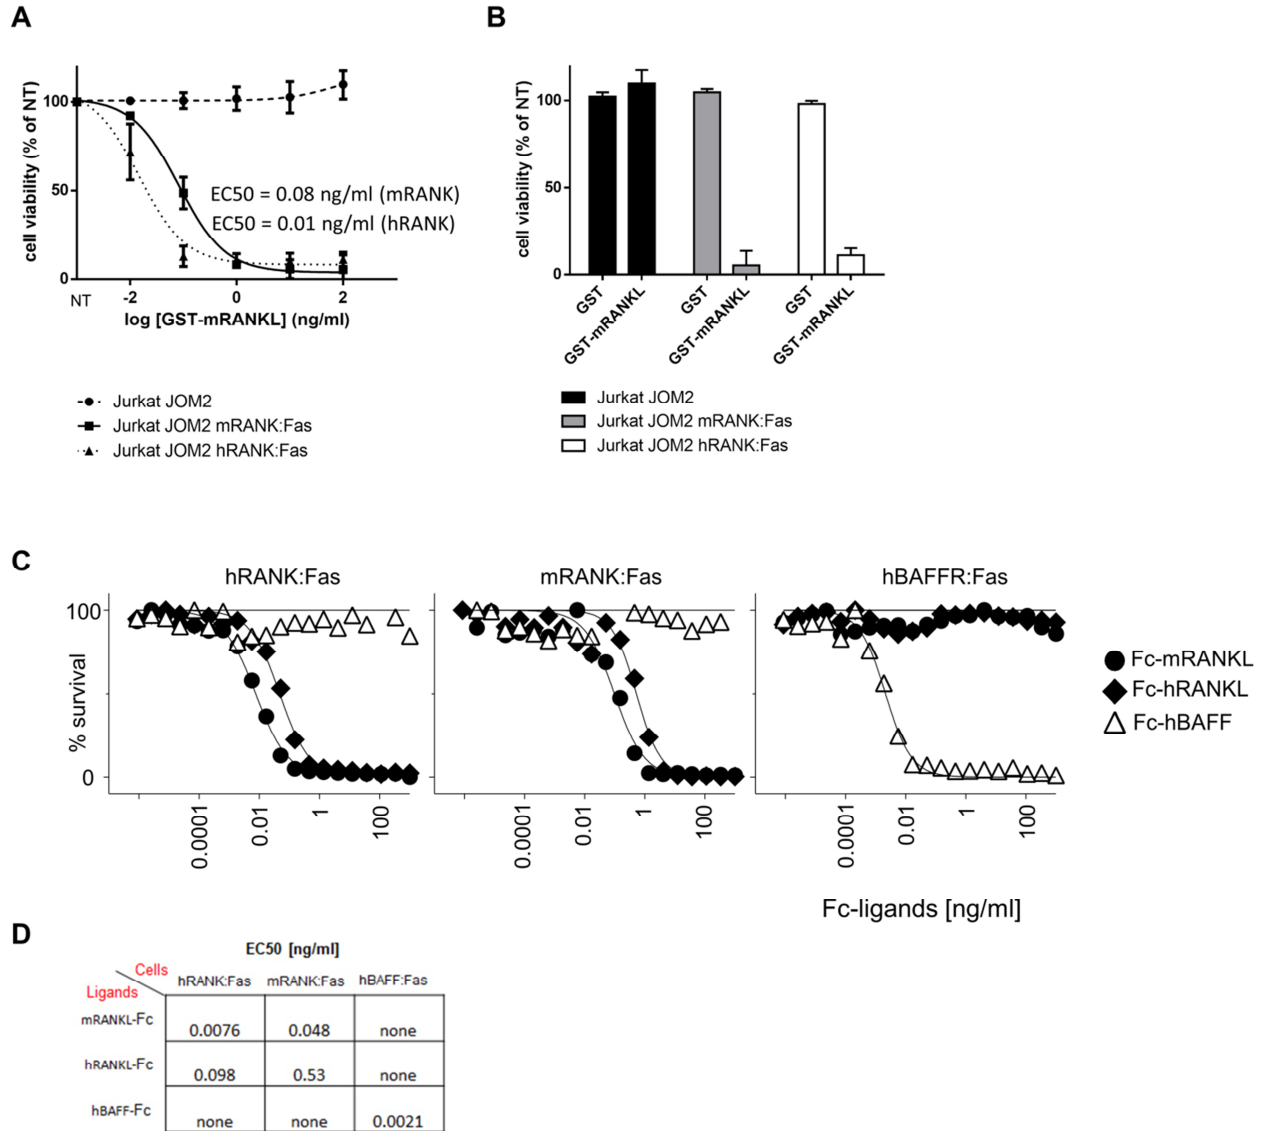 A
cell viability (% of NT)
100
50
0
EC50 = 0.08 ng/ml (mRANK)
EC50 = 0.01 ng/ml (hRANK)
NT
-2
0
2
log [GST-mRANKL] (ng/ml)
Jurkat JOM2
Jurkat JOM2 mRANK:Fas
Jurkat JOM2 hRANK:Fas
B
cell viability (% of NT)
100
50
0
GST
GST-mRANKL
GST
GST-mRANKL
GST
GST-mRANKL
Jurkat JOM2
Jurkat JOM2 mRANK:Fas
Jurkat JOM2 hRANK:Fas
C
hRANK:Fas
mRANK:Fas
hBAFFR:Fas
% survival
100
0
0.0001
0.01
1
100
0.0001
0.01
1
100
0.0001
0.01
1
100
Fc-ligands [ng/ml]
Fc-mRANKL
Fc-hRANKL
Fc-hBAFF
D
EC50 [ng/ml]
Cells
Ligands
hRANK:Fas mRANK:Fas hBAFF:Fas
mRANKL-Fc 0.0076 0.048 none
hRANKL-Fc 0.098 0.53 none
hBAFF-Fc none none 0.0021